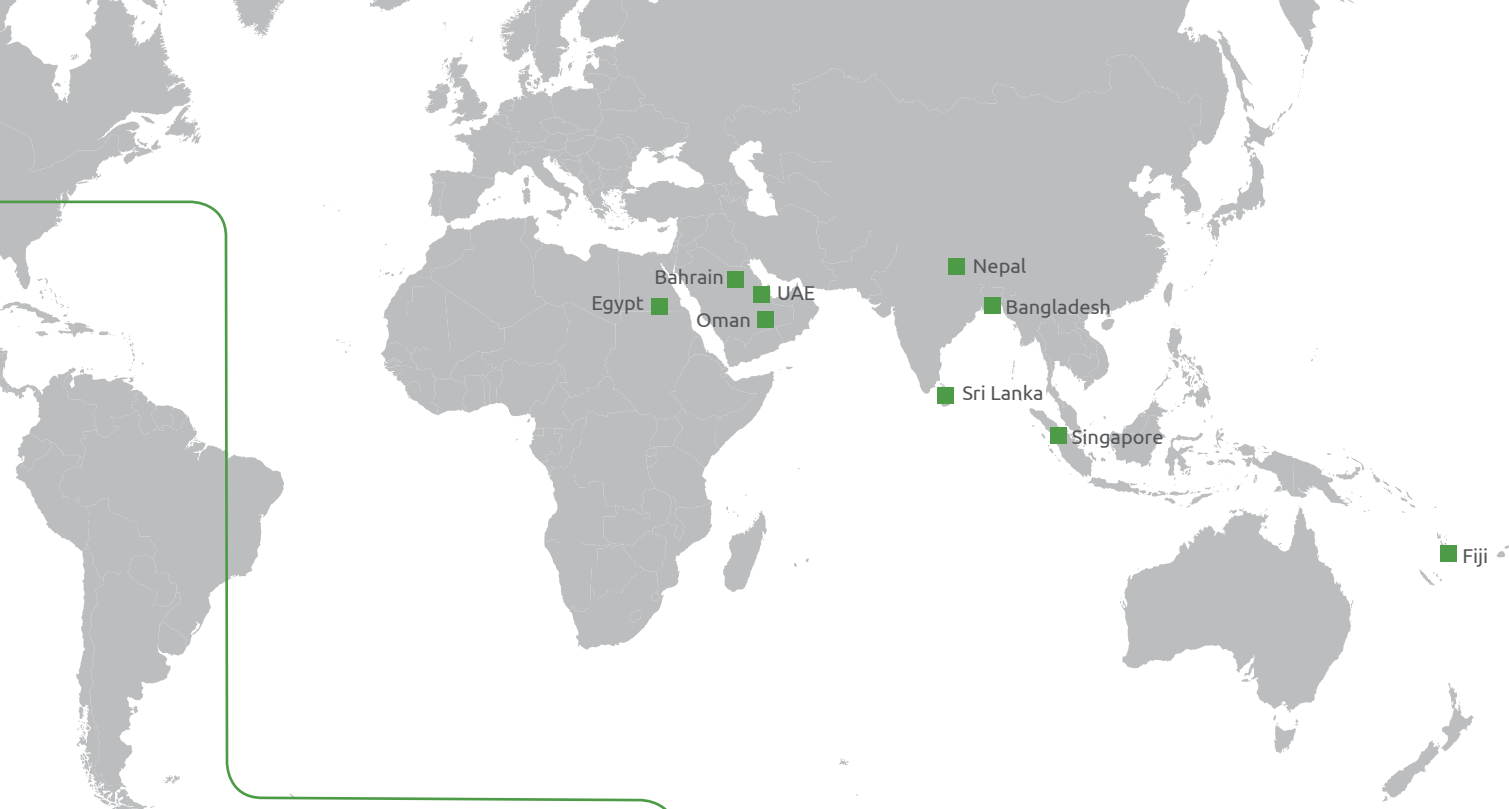 Nepal
Bahrain
UAE
Egypt
Bangladesh
Oman
Sri Lanka
Singapore
Fiji